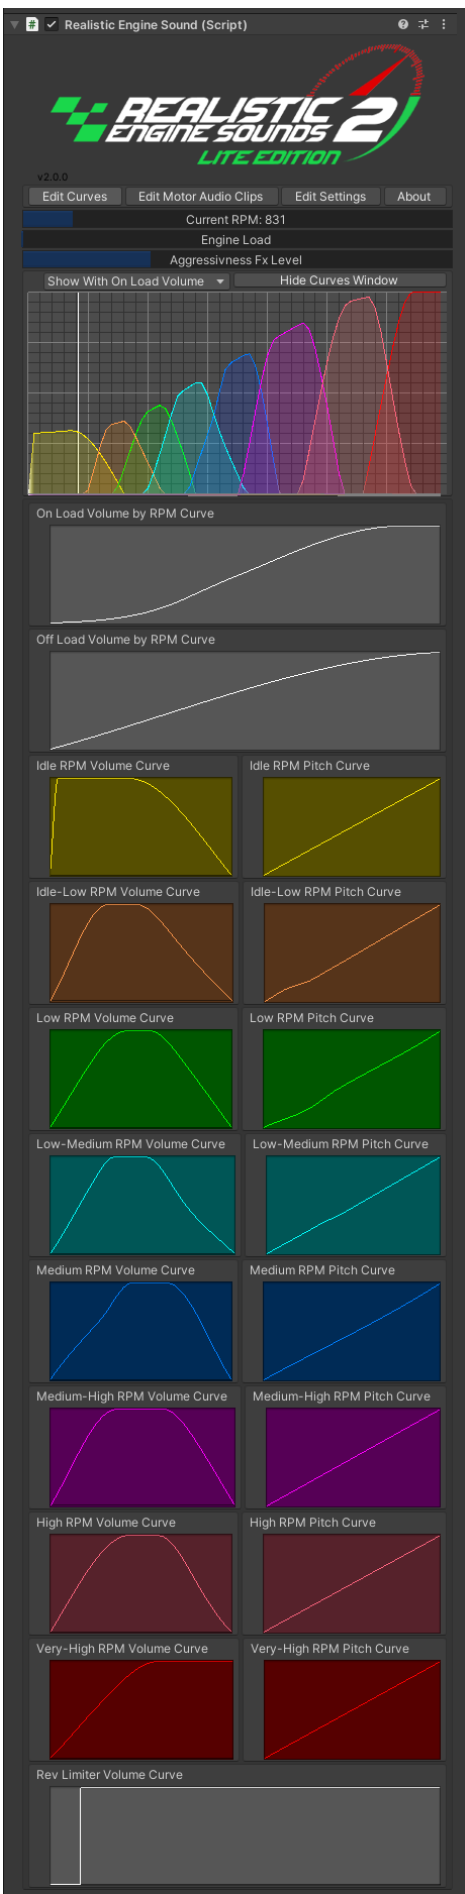 Realistic Engine Sound (Script)
REALISTIC
ENGINE SOUNDS 2
LITE EDITION
v2.0.0
Edit Curves Edit Motor Audio Clips Edit Settings About
Current RPM: 831
Engine Load
Aggressivness Fx Level
Show With On Load Volume Hide Curves Window
On Load Volume by RPM Curve
Off Load Volume by RPM Curve
Idle RPM Volume Curve Idle RPM Pitch Curve
Idle-Low RPM Volume Curve Idle-Low RPM Pitch Curve
Low RPM Volume Curve Low RPM Pitch Curve
Low-Medium RPM Volume Curve Low-Medium RPM Pitch Curve
Medium RPM Volume Curve Medium RPM Pitch Curve
Medium-High RPM Volume Curve Medium-High RPM Pitch Curve
High RPM Volume Curve High RPM Pitch Curve
Very-High RPM Volume Curve Very-High RPM Pitch Curve
Rev Limiter Volume Curve